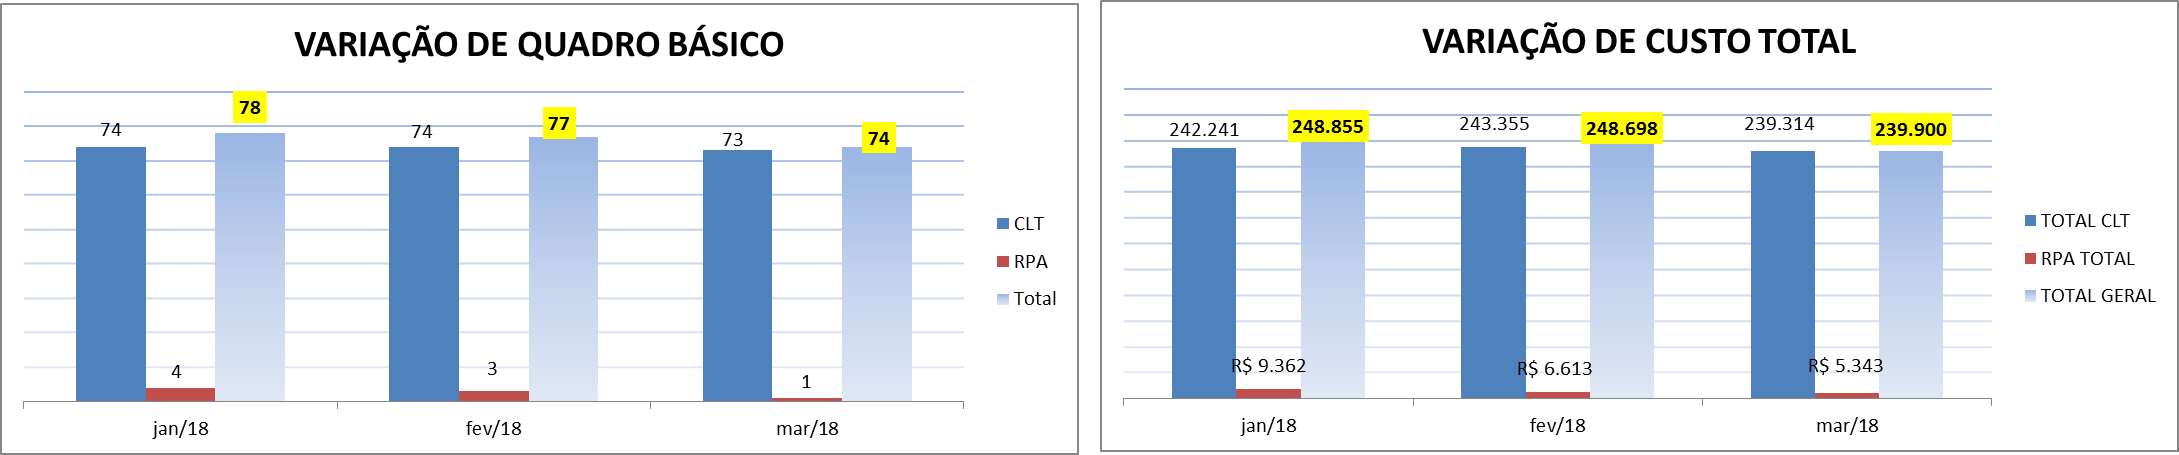 VARIAÇÃO DE QUADRO BÁSICO
74
78
74
77
73
74
4
3
1
jan/18
fev/18
mar/18
CLT
RPA
Total
VARIAÇÃO DE CUSTO TOTAL
242.241
248.855
243.355
248.698
239.314
239.900
R$ 9.362
R$ 6.613
R$ 5.343
jan/18
fev/18
mar/18
TOTAL CLT
RPA TOTAL
TOTAL GERAL